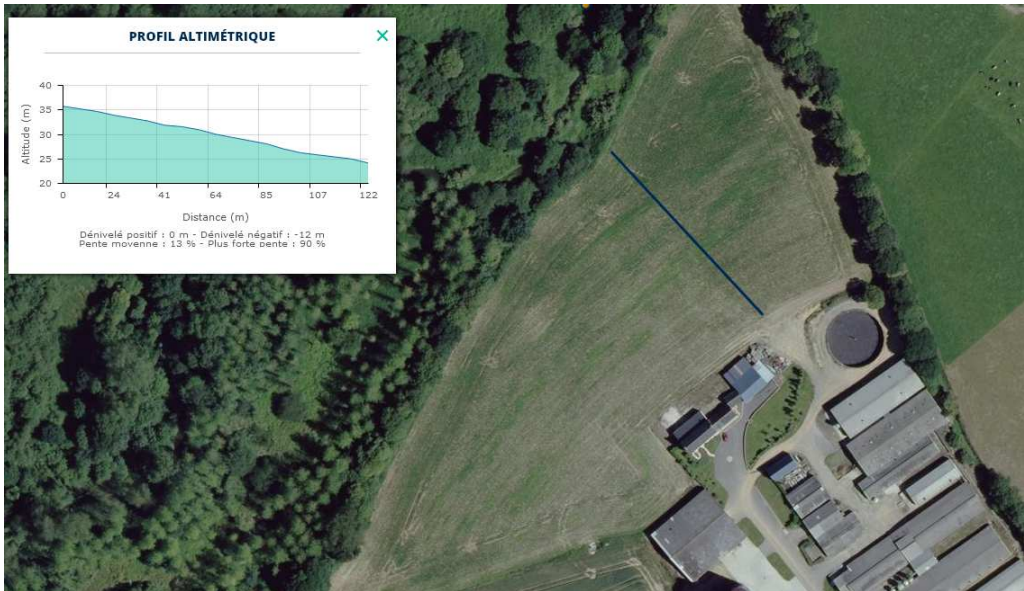 PROFIL ALTIMÉTRIQUE
×
40
35
30
25
20
Altitude (m)
0 24 41 64 85 107 122
Distance (m)
Dénivelé positif : 0 m - Dénivelé négatif : -12 m
Pente moyenne : 13 % - Plus forte pente : 90 %